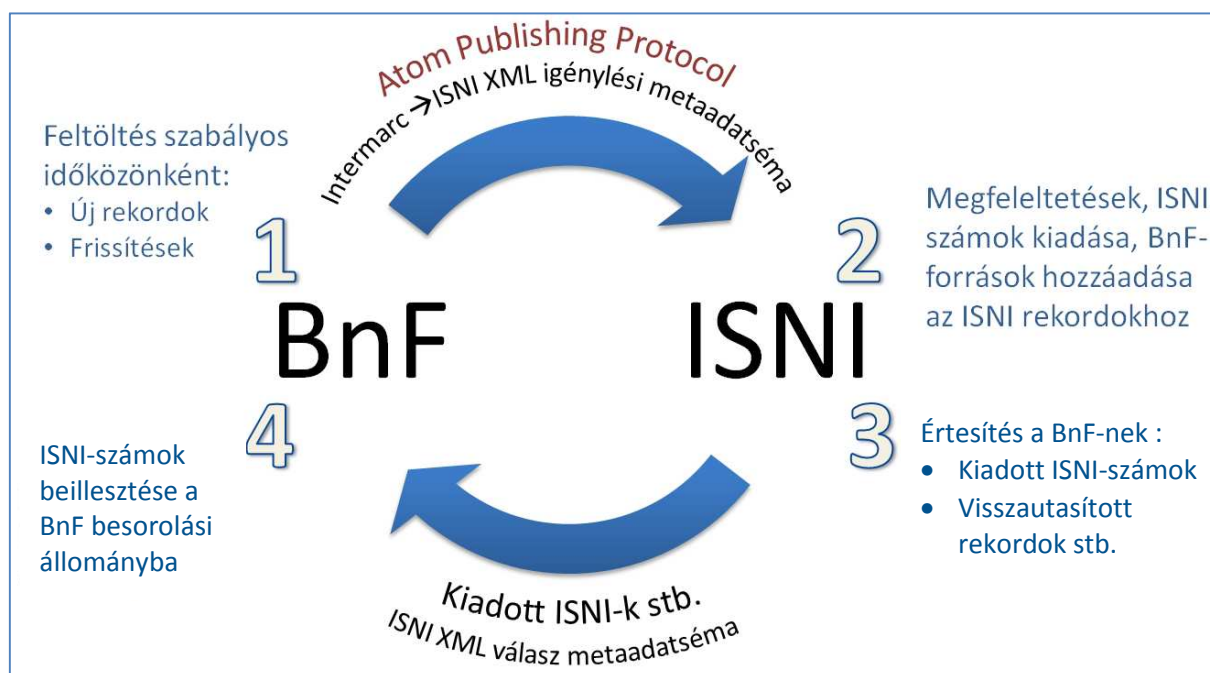 Atom Publishing Protocol
Intermarc →ISNI XML igénylési metaadatséma
Feltöltés szabályos
időközönként:
• Új rekordok
• Frissítések
1
BnF
2
ISNI
Megfeleltetések, ISNI
számok kiadása, BnF-
források hozzáadása
az ISNI rekordokhoz
3
Értesítés a BnF-nek :
• Kiadott ISNI-számok
• Visszautasított
rekordok stb.
4
ISNI-számok
beillesztése a
BnF besorolási
állományba
Kiadott ISNI-k stb.
ISNI XML válasz metaadatséma